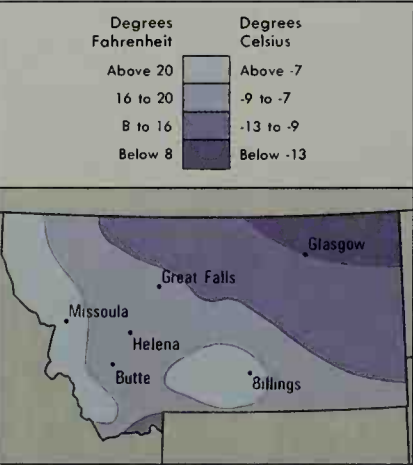 Degrees Fahrenheit Degrees Celsius
Above 20 Above -7
16 to 20 -9 to -7
8 to 16 -13 to -9
Below 8 Below -13
Glasgow
Great Falls
Missoula
Helena
Butte
Billings